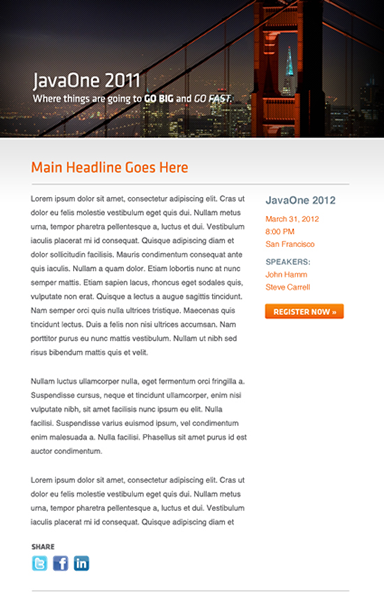 JavaOne 2011
Where things are going to GO BIG and GO FAST.
Main Headline Goes Here
Lorem ipsum dolor sit amet, consectetur adipiscing elit. Cras ut
dolor eu felis vestibulum eget quis dui. Nullam metus
urna, tempor pharetra pellentesque a, luctus et dui. Vestibulum
iaculis mattis mi id consequat. Quisque adipiscing diam et
dolor sollicitudin facilisis. Mauris condimentum consequat ante
quis iaculis. Nullam a quam dolor. Etiam lobortis nunc at nunc
semper mattis. Etiam sapien lacus, rhoncus eget sodales quis,
vulputate non erat. Quisque a lectus a augue sagittis tincidunt.
Nam semper orci quis nulla ultrices tristique. Maecenas quis
tincidunt lectus. Duis a felis non nisi ultrices accumsan. Nam
porttitor purus eu nunc mattis vestibulum. Nullam ut nibh sed
risus bibendum mattis quis et velit.
Nullam luctus ullamcorper nulla, eget fermentum orci fringilla a.
Suspendisse cursus, neque et tincidunt ullamcorper, enim nisi
vulputate nibh, sit amet facilisis nunc ipsum eu elit. Nulla
facilisi. Suspendisse varius euismod ipsum, vel condimentum
enim malesuada a. Nulla facilisi. Phasellus sit amet purus id est
auctor condimentum.
Lorem ipsum dolor sit amet, consectetur adipiscing elit. Cras ut
dolor eu felis vestibulum eget quis dui. Nullam metus
urna, tempor pharetra pellentesque a, luctus et dui. Vestibulum
iaculis mattis mi id consequat. Quisque adipiscing diam et
JavaOne 2012
March 31, 2012
8:00 PM
San Francisco
SPEAKERS:
John Hamm
Steve Carrell
REGISTER NOW »
SHARE